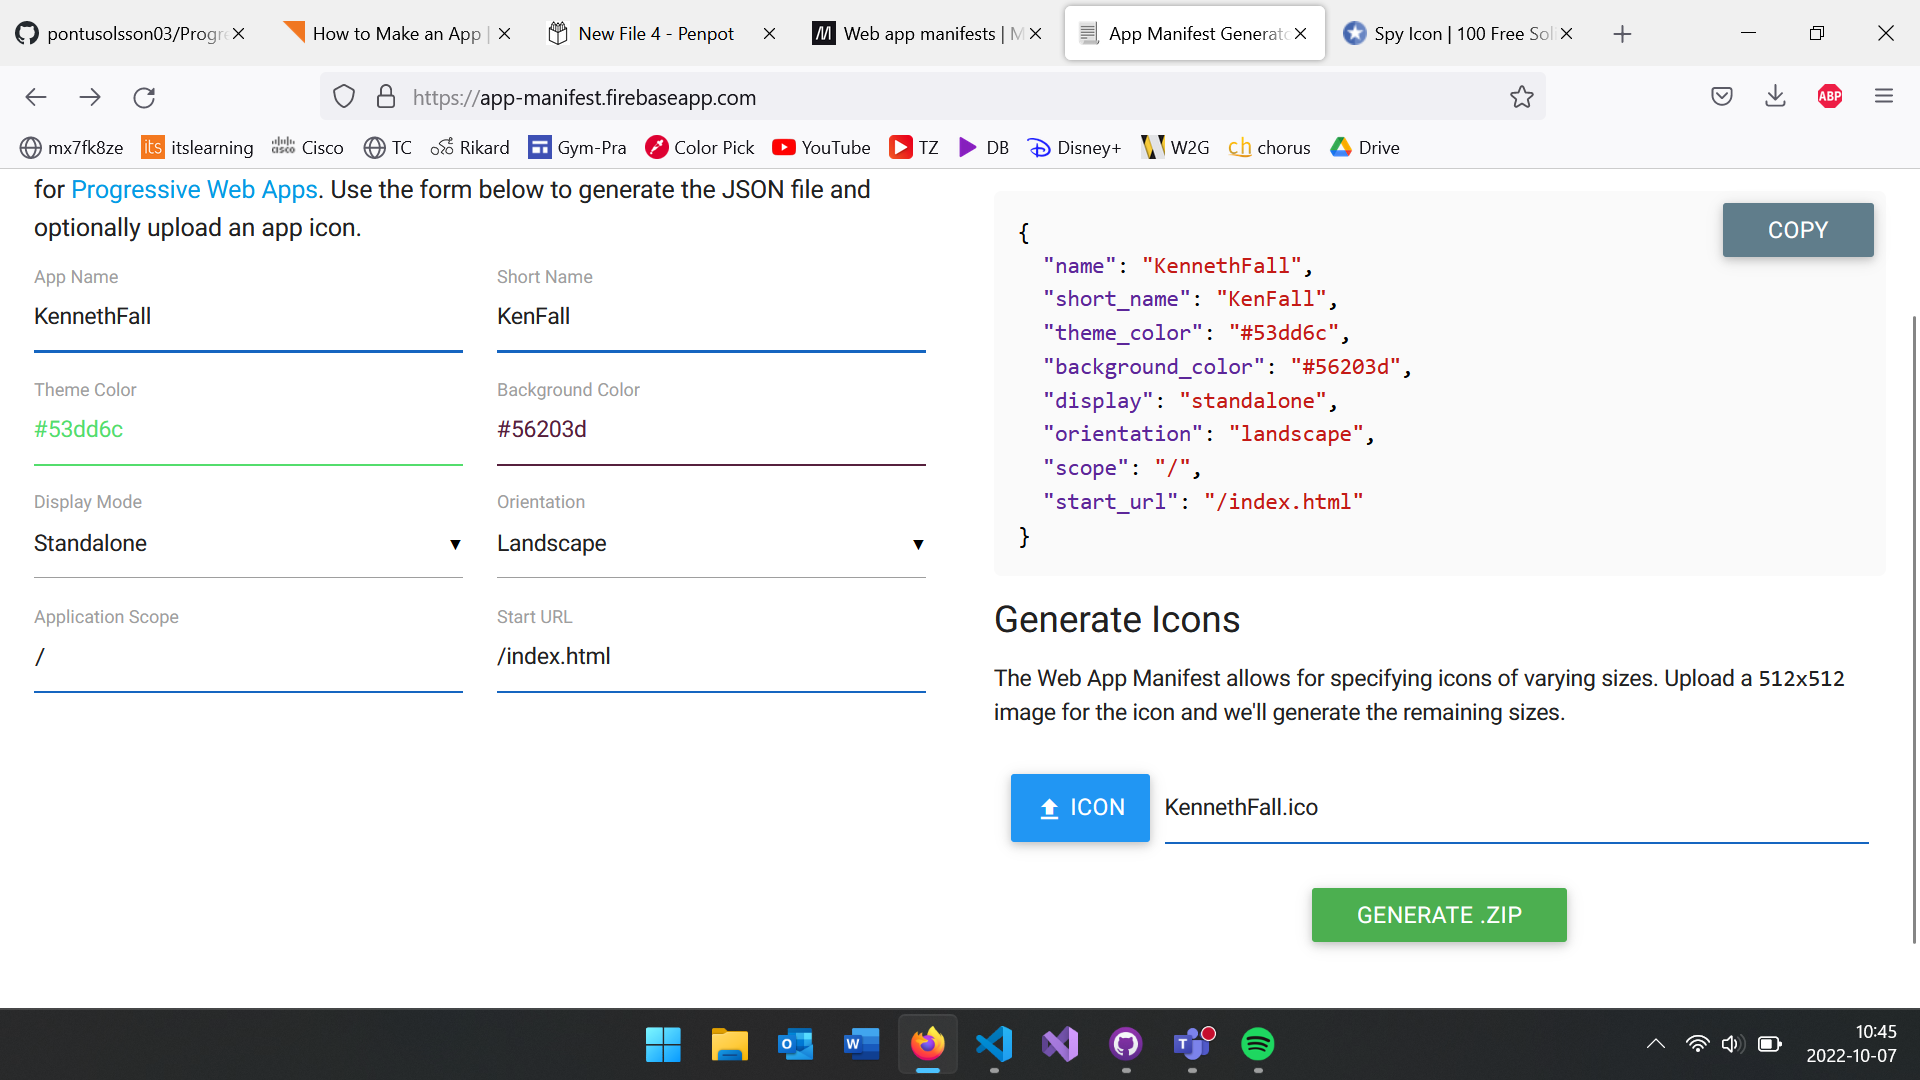 pontusolsson03/Progre
How to Make an App |
New File 4 - Penpot
Web app manifests | M
App Manifest Generato
Spy Icon | 100 Free Soli
https://app-manifest.firebaseapp.com
ABP
mx7fk8ze
its itslearning
cisco Cisco
TC
Rikard
Gym-Pra
Color Pick
YouTube
TZ
DB
Disney+
W2G
ch chorus
Drive
for Progressive Web Apps. Use the form below to generate the JSON file and
optionally upload an app icon.
App Name
KennethFall
Short Name
KenFall
Theme Color
#53dd6c
Background Color
#56203d
Display Mode
Standalone
Orientation
Landscape
Application Scope
/
Start URL
/index.html
COPY
{
"name": "KennethFall",
"short_name": "KenFall",
"theme_color": "#53dd6c",
"background_color": "#56203d",
"display": "standalone",
"orientation": "landscape",
"scope": "/",
"start_url": "/index.html"
}
Generate Icons
The Web App Manifest allows for specifying icons of varying sizes. Upload a 512x512
image for the icon and we'll generate the remaining sizes.
ICON
KennethFall.ico
GENERATE .ZIP
10:45
2022-10-07